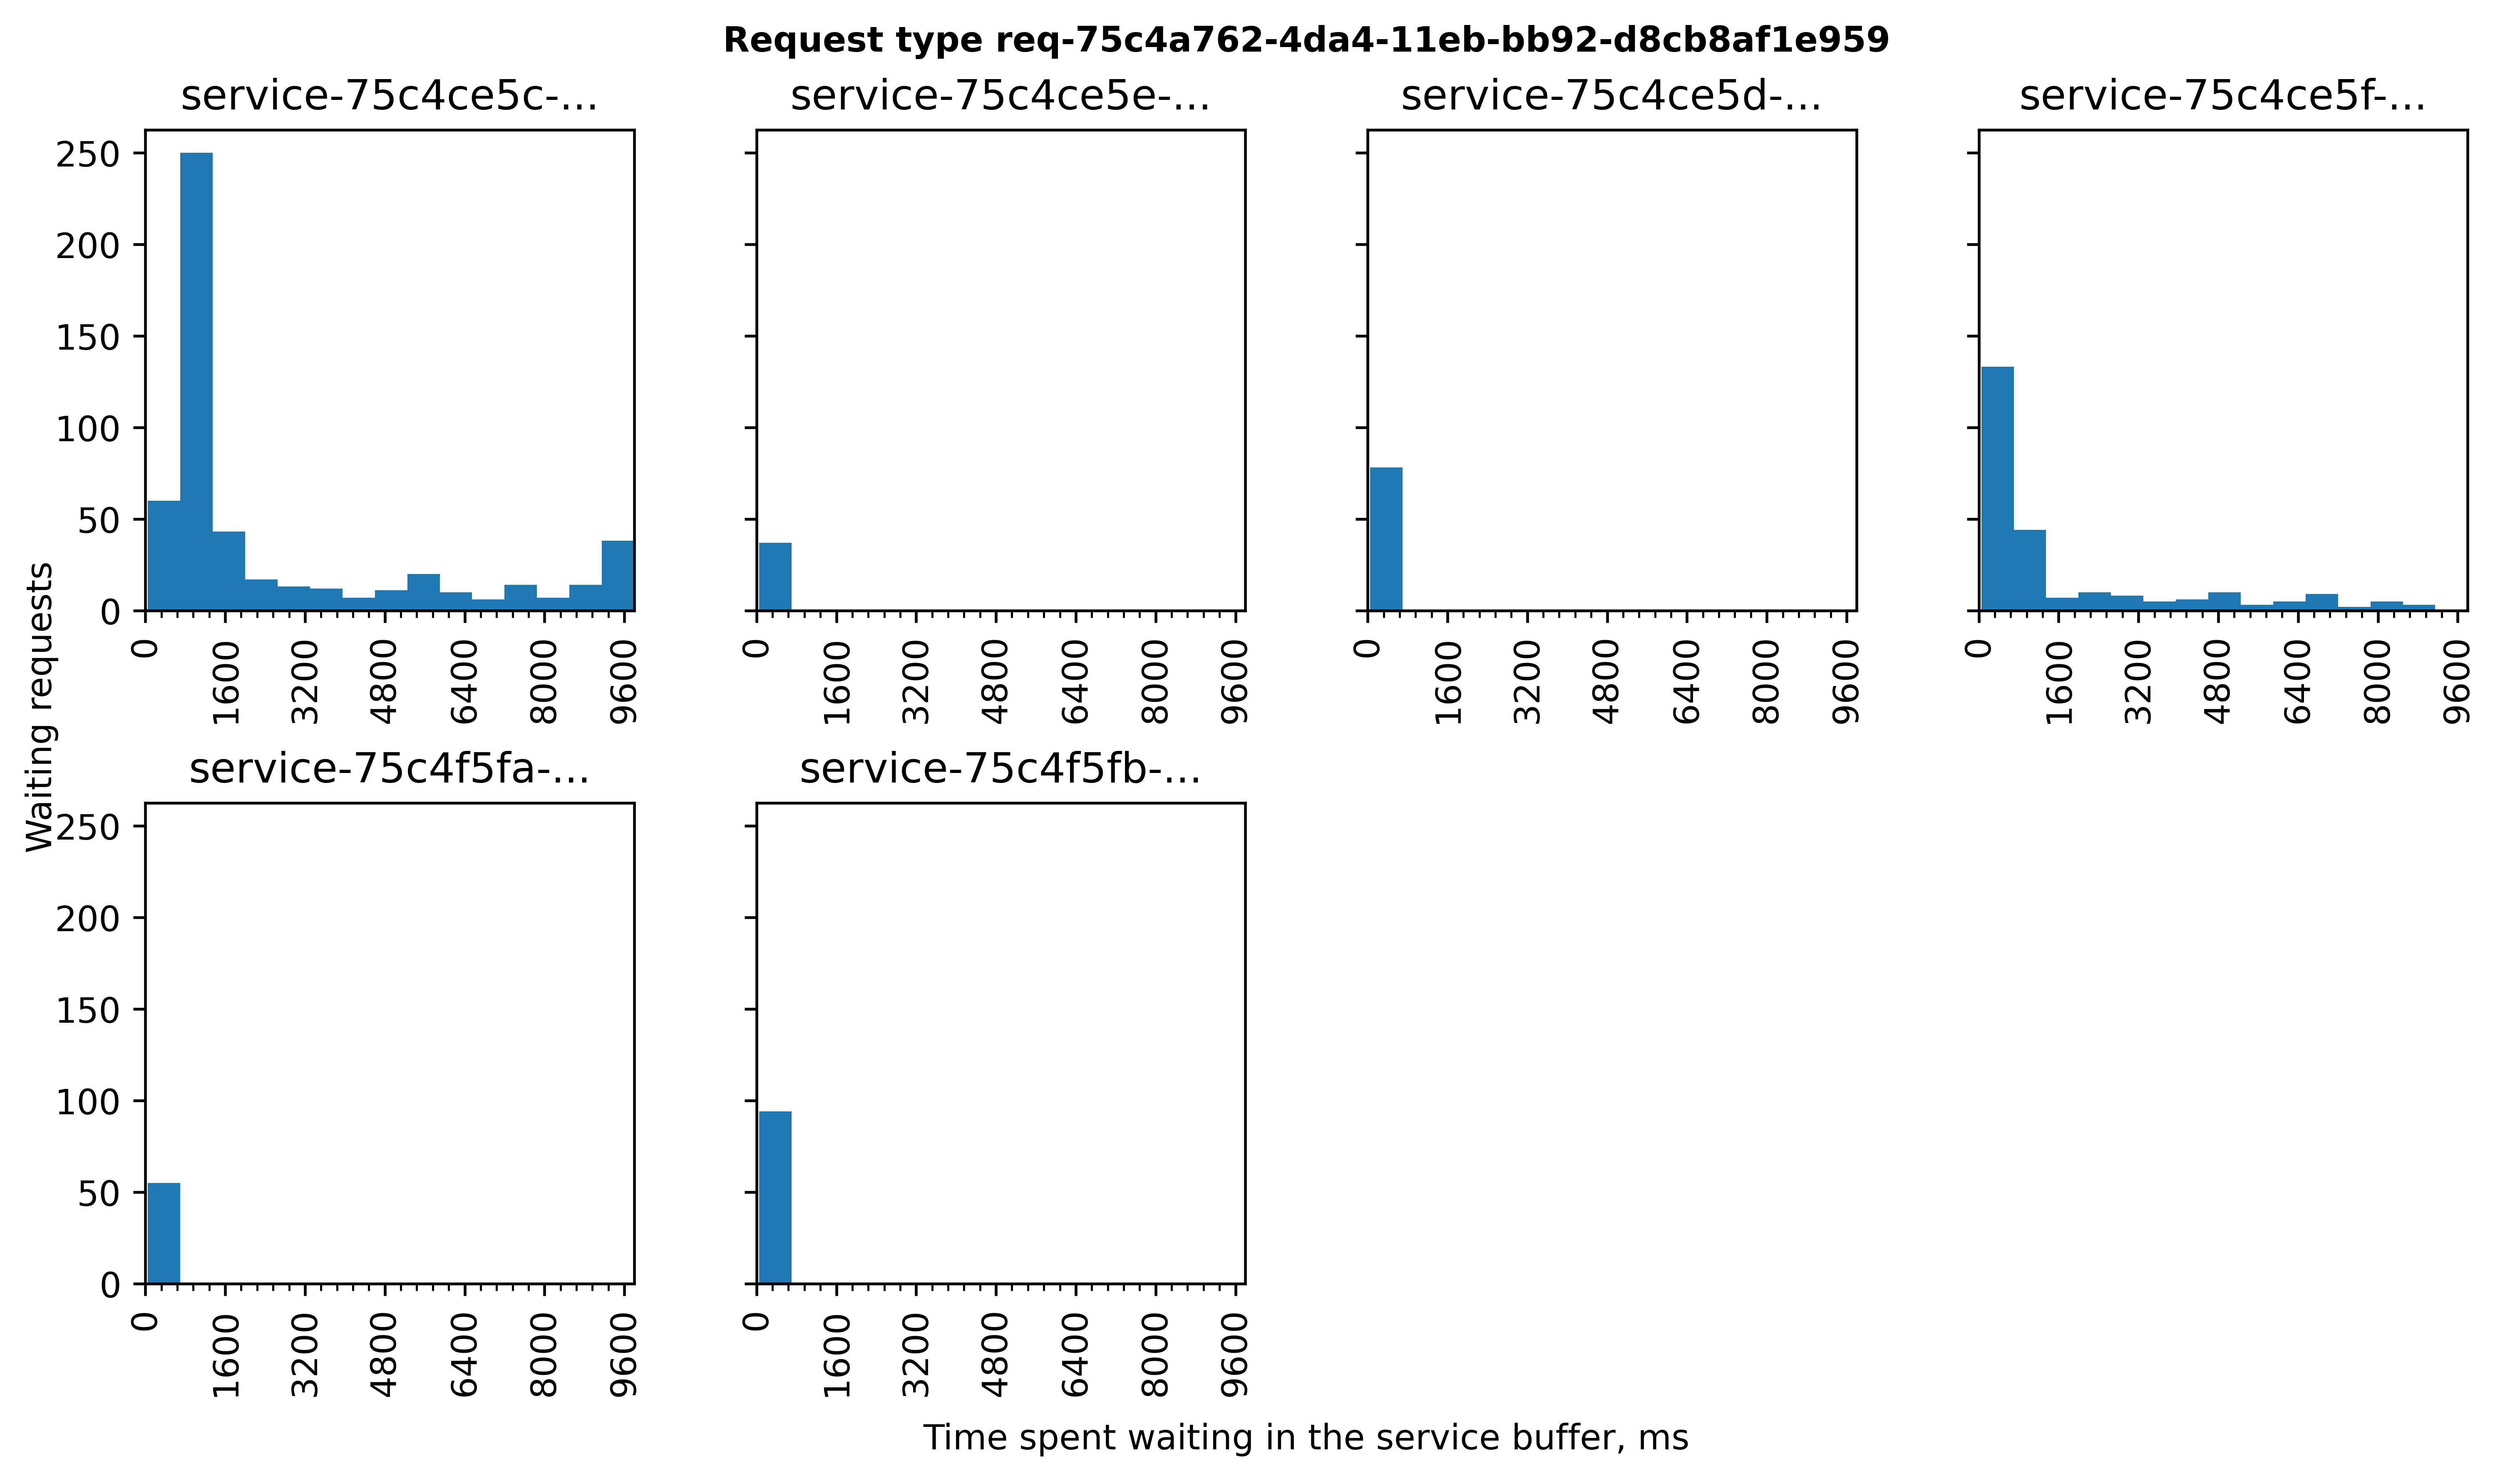 Request type req-75c4a762-4da4-11eb-bb92-d8cb8af1e959
service-75c4ce5c-...
service-75c4ce5e-...
service-75c4ce5d-...
service-75c4ce5f-...
250
200
150
100
50
0
0 1600 3200 4800 6400 8000 9600
0 1600 3200 4800 6400 8000 9600
0 1600 3200 4800 6400 8000 9600
0 1600 3200 4800 6400 8000 9600
Waiting requests
service-75c4f5fa-...
service-75c4f5fb-...
250
200
150
100
50
0
0 1600 3200 4800 6400 8000 9600
0 1600 3200 4800 6400 8000 9600
Time spent waiting in the service buffer, ms